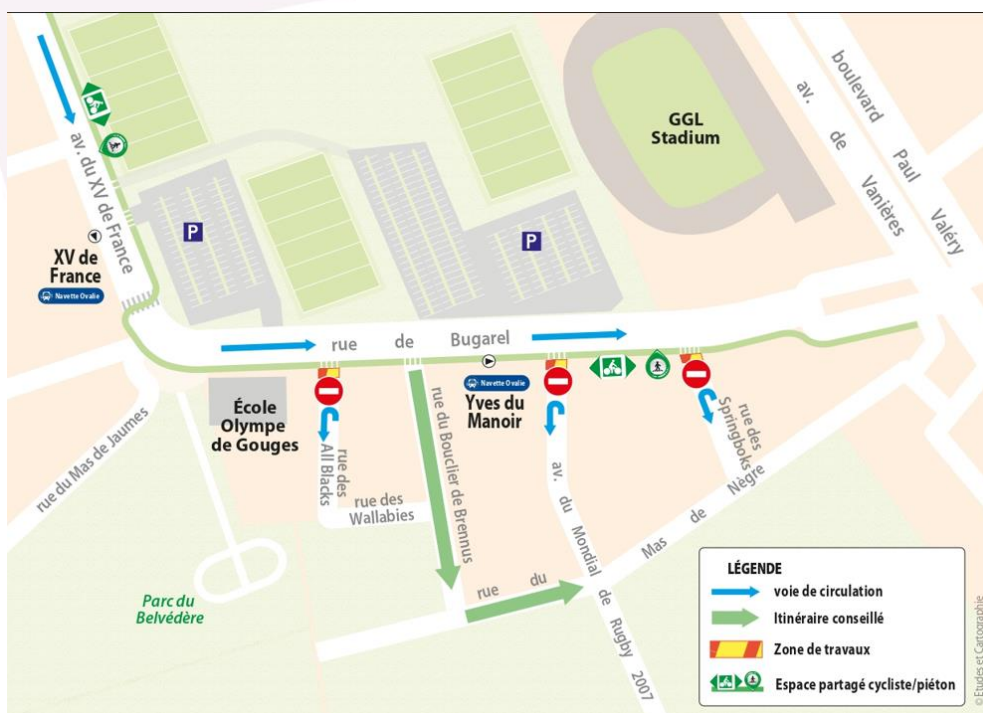 boulevard Paul Valéry
av. de Vanières
GGL
Stadium
av. du XV de France
P
P
XV de
France
Navette Ovalie
rue de Bugarel
Navette Ovalie
Yves du
Manoir
École
Olympe
de Gouges
rue du Mas de Jaumes
rue des
All Blacks
rue des
Wallabies
rue du Bouclier de Brennus
av. du Mondial de Rugby 2007
rue des
Springboks
rue du Mas de Nègre
Parc du
Belvédère
LÉGENDE
voie de circulation
Itinéraire conseillé
Zone de travaux
Espace partagé cycliste/piéton
© Etudes et Cartographie